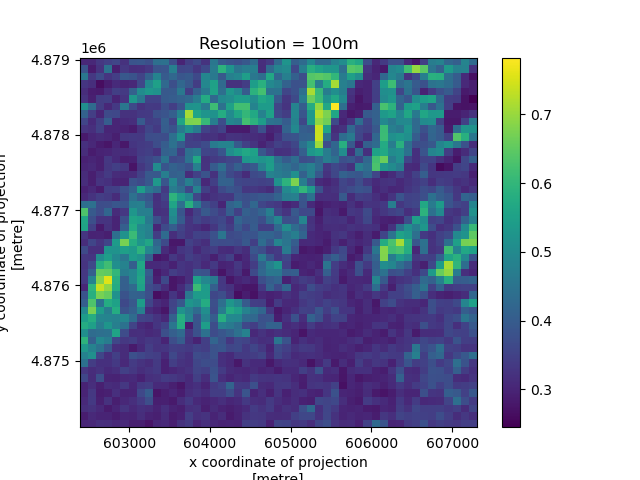 Resolution = 100m
1e6
4.879
4.878
4.877
4.876
4.875
y coordinate of projection
[metre]
603000 604000 605000 606000 607000
x coordinate of projection
[metre]
0.7
0.6
0.5
0.4
0.3